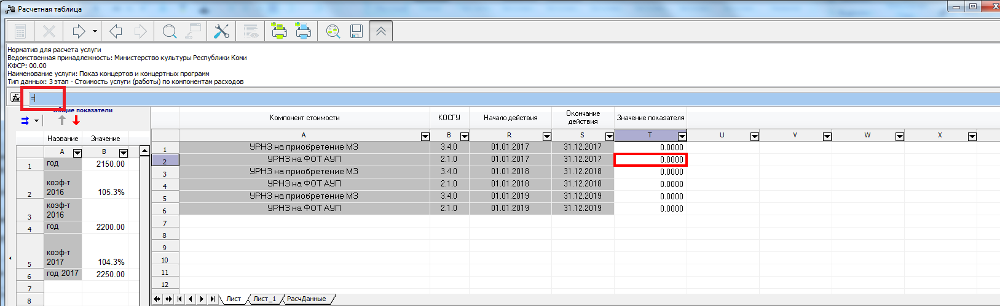 Расчетная таблица
Норматив для расчета услуги
Ведомственная принадлежность: Министерство культуры Республики Коми
КФСР: 00.00
Наименование услуги: Показ концертов и концертных программ
Тип данных: 3 этап - Стоимость услуги (работы) по компонентам расходов
fx =
Общие показатели
Название Значение
A B
1 год 2150.00
2 коэф-т 2016 105.3%
3 коэф-т 2016
4 год 2200.00
5 коэф-т 2017 104.3%
6 год 2017 2250.00
7
8
Компонент стоимости КОСГУ Начало действия Окончание действия Значение показателя
A B R S T U V W X
1 УРНЗ на приобретение МЗ 3.4.0 01.01.2017 31.12.2017 0.0000
2 УРНЗ на ФОТ АУП 2.1.0 01.01.2017 31.12.2017 0.0000
3 УРНЗ на приобретение МЗ 3.4.0 01.01.2018 31.12.2018 0.0000
4 УРНЗ на ФОТ АУП 2.1.0 01.01.2018 31.12.2018 0.0000
5 УРНЗ на приобретение МЗ 3.4.0 01.01.2019 31.12.2019 0.0000
6 УРНЗ на ФОТ АУП 2.1.0 01.01.2019 31.12.2019 0.0000
7
8
9
10
11
12
Лист Лист_1 РасчДанные